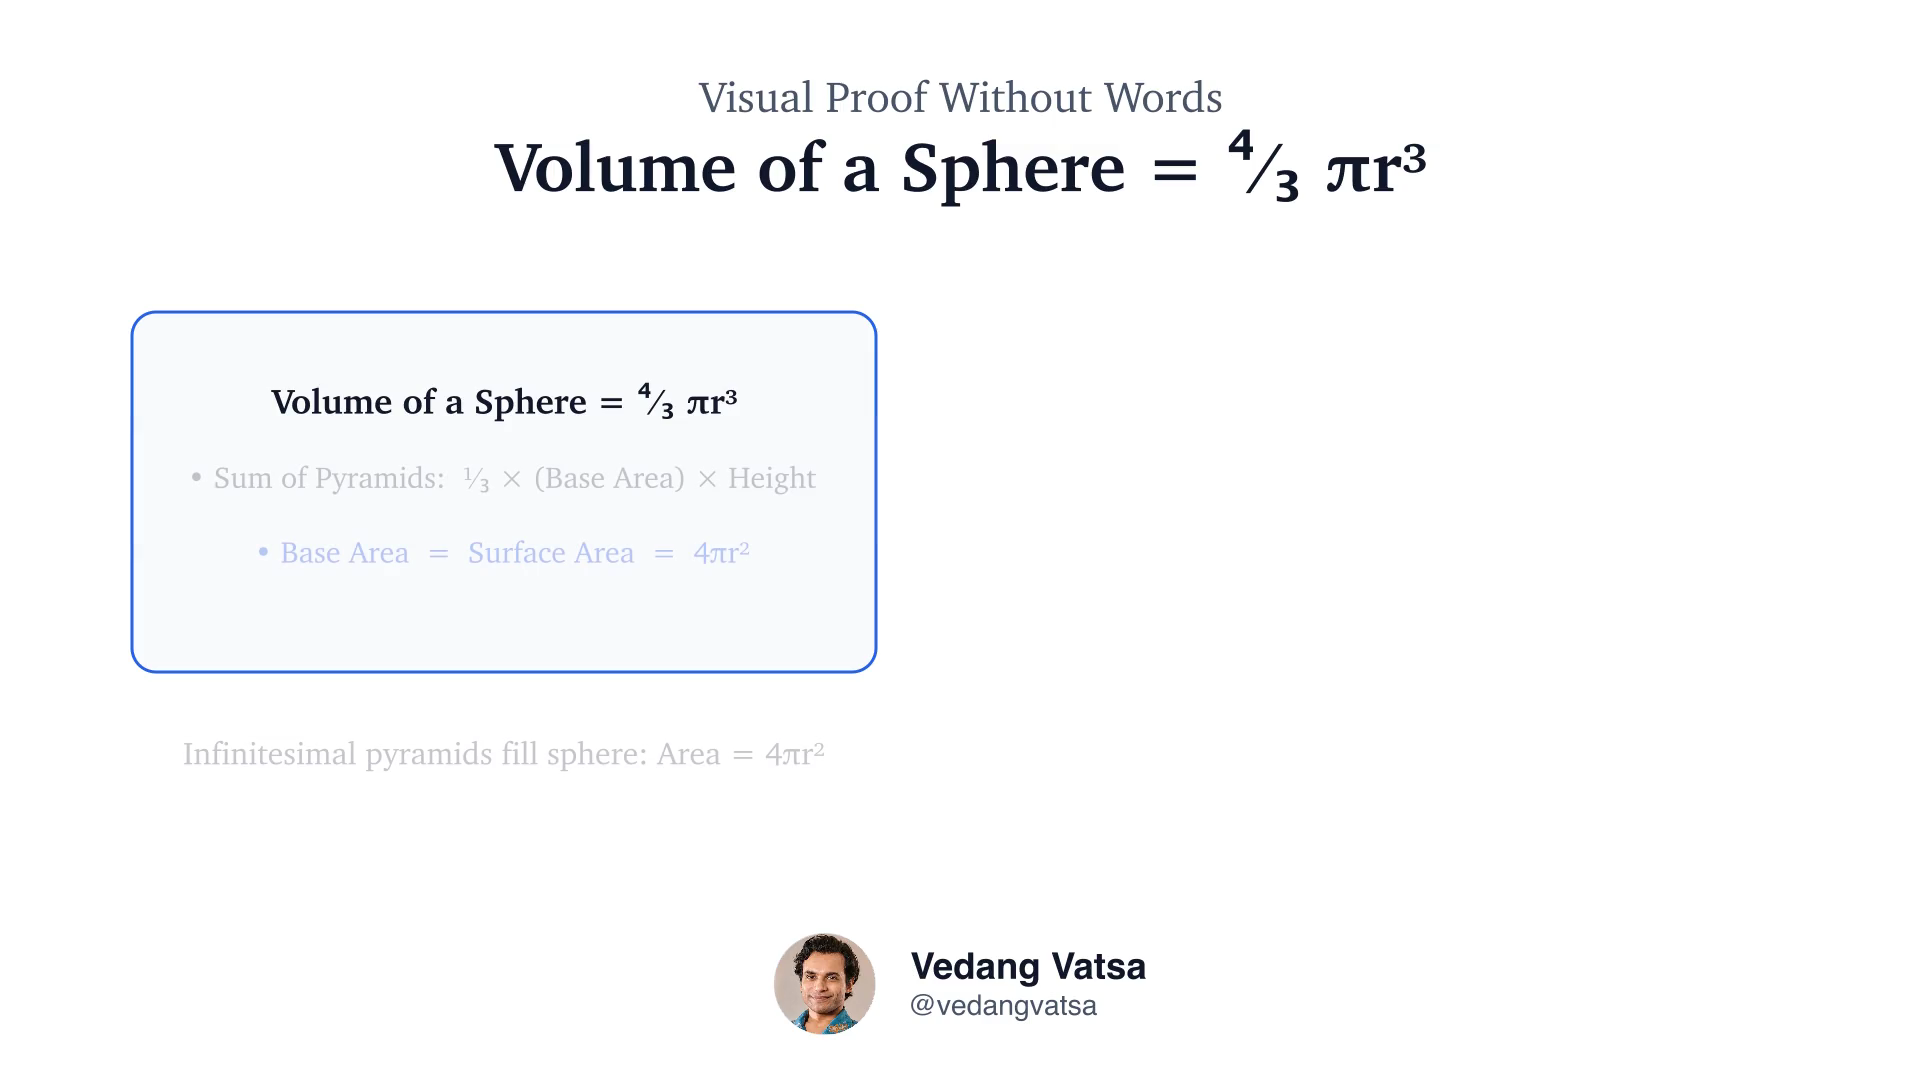 Visual Proof Without Words
Volume of a Sphere = ⁴⁄₃ πr³
Volume of a Sphere = ⁴⁄₃ πr³
• Sum of Pyramids: ⅓ × (Base Area) × Height
• Base Area = Surface Area = 4πr²
Infinitesimal pyramids fill sphere: Area = 4πr²
Vedang Vatsa
@vedangvatsa